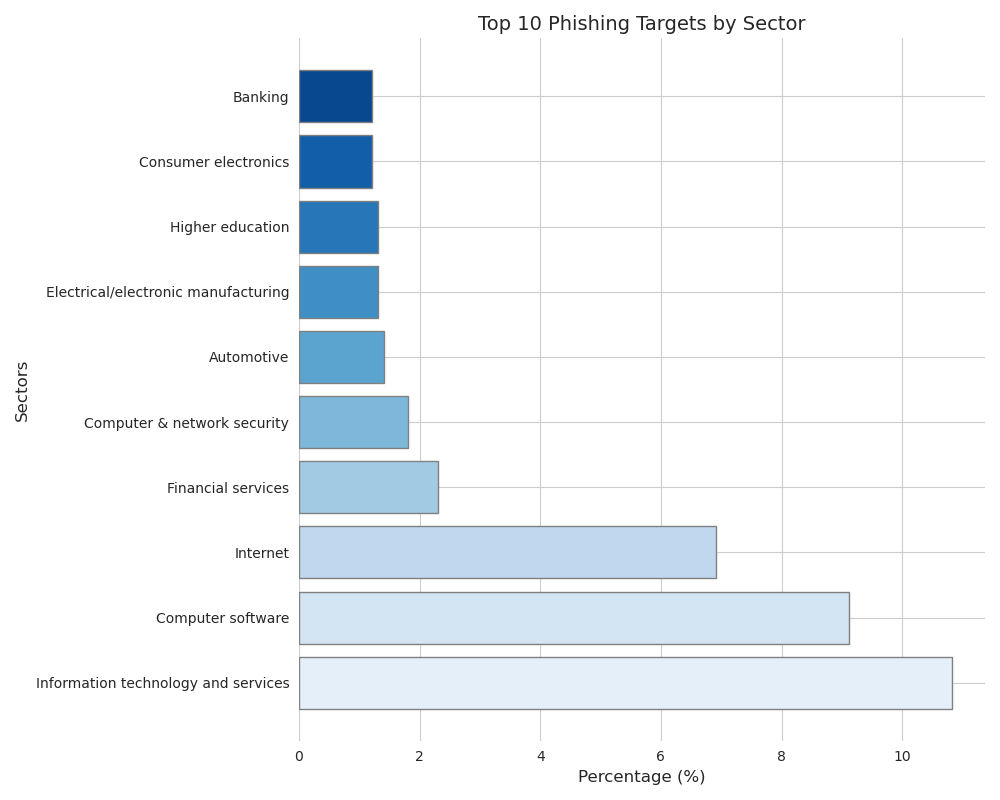 Top 10 Phishing Targets by Sector
Banking
Consumer electronics
Higher education
Electrical/electronic manufacturing
Automotive
Computer & network security
Financial services
Internet
Computer software
Information technology and services
Sectors
0 2 4 6 8 10
Percentage (%)